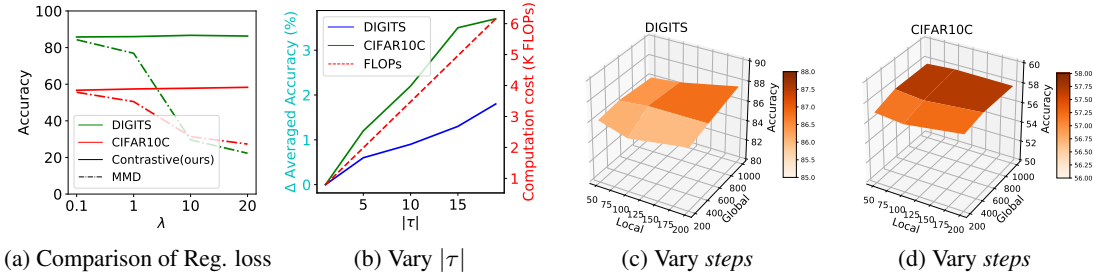 100
80
60
40
20
0
Accuracy
DIGITS
CIFAR10C
Contrastive(ours)
MMD
0.1 1 10 20
λ
(a) Comparison of Reg. loss
DIGITS
CIFAR10C
FLOPs
Δ Averaged Accuracy (%)
3
2
1
0
Computation cost (K FLOPs)
6
5
4
3
2
1
5 10 15
|τ|
(b) Vary |τ|
DIGITS
90
88
86
84
82
80
Accuracy
50 75 100 125 150 175 200
Local
200 400 600 800 1000
Global
88.0
87.5
87.0
86.5
86.0
85.5
85.0
(c) Vary steps
CIFAR10C
60
58
56
54
52
50
Accuracy
50 75 100 125 150 175 200
Local
200 400 600 800 1000
Global
58.00
57.75
57.50
57.25
57.00
56.75
56.50
56.25
56.00
(d) Vary steps